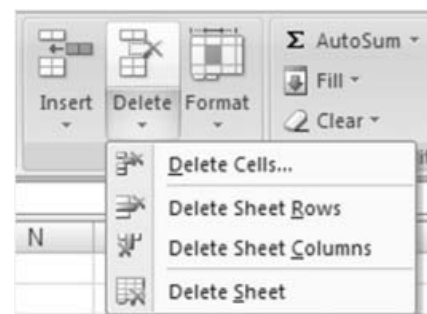 Σ AutoSum
Fill
Insert Delete Format
Clear
Delete Cells...
Delete Sheet Rows
N
Delete Sheet Columns
Delete Sheet